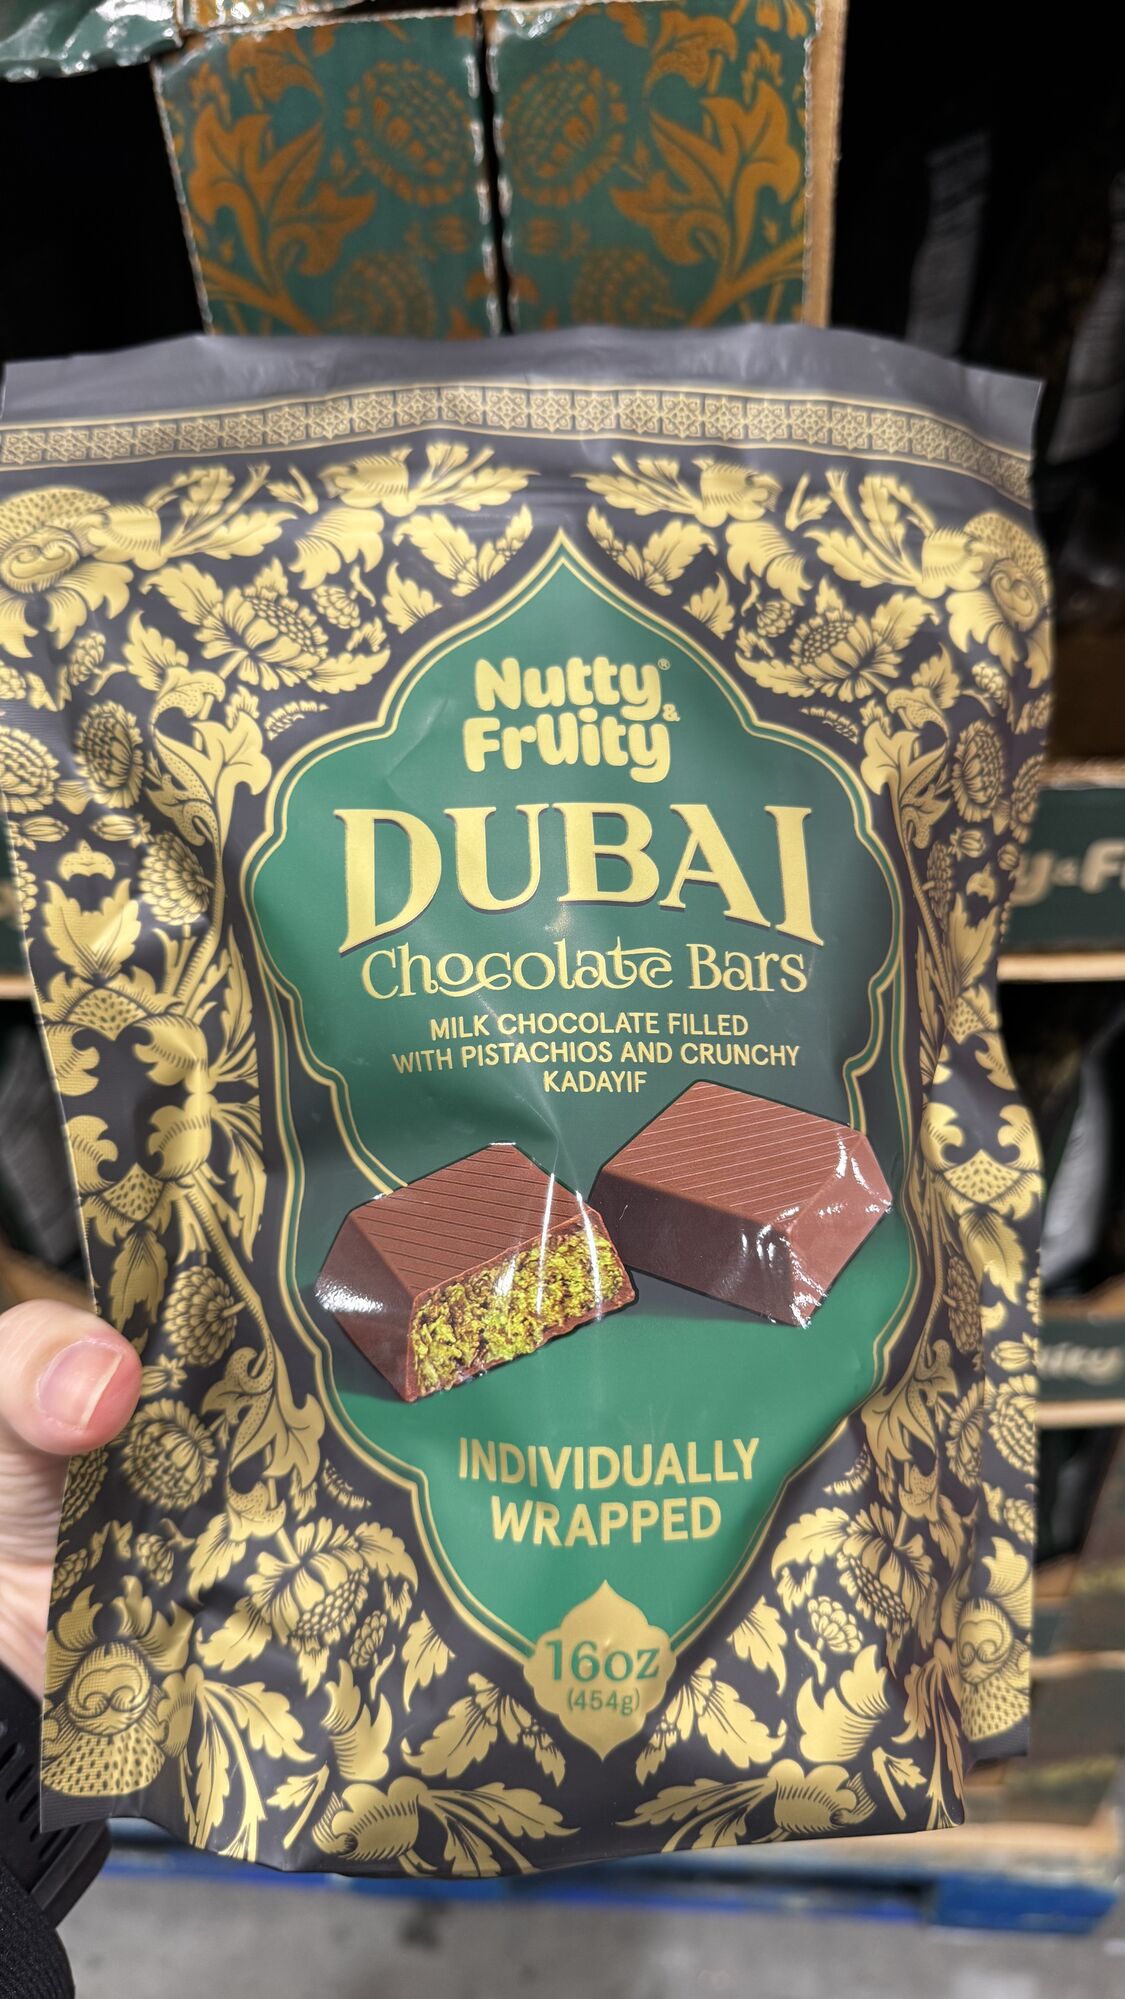 Nutty®
& Fruity
DUBAI
Chocolate Bars
MILK CHOCOLATE FILLED
WITH PISTACHIOS AND CRUNCHY
KADAYIF
INDIVIDUALLY
WRAPPED
16oz
(454g)